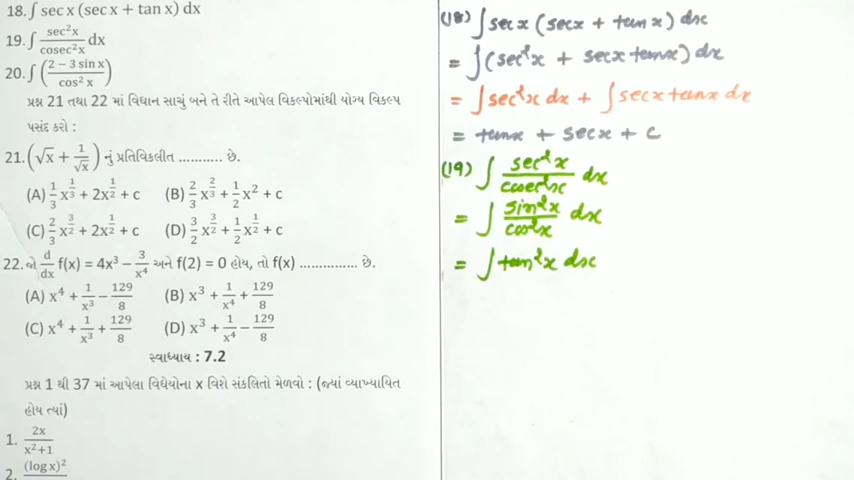 18. ∫ sec x (sec x + tan x) dx
19. ∫ sec²x / cosec²x dx
20. ∫ ((2 − 3 sin x) / cos² x)
પ્રશ્ન 21 તથા 22 માં વિધાન સાચું બને તે રીતે આપેલ વિકલ્પોમાંથી યોગ્ય વિકલ્પ
પસંદ કરો :
21. (√x + 1/√x) નું પ્રતિવિકલીત ........... છે.
(A) 1/3 x^(1/3) + 2x^(1/2) + c (B) 2/3 x^(2/3) + 1/2 x² + c
(C) 2/3 x^(3/2) + 2x^(1/2) + c (D) 3/2 x^(3/2) + 1/2 x^(1/2) + c
22. જો d/dx f(x) = 4x³ − 3/x⁴ અને f(2) = 0 હોય, તો f(x) ............... છે.
(A) x⁴ + 1/x³ − 129/8 (B) x³ + 1/x⁴ + 129/8
(C) x⁴ + 1/x³ + 129/8 (D) x³ + 1/x⁴ − 129/8
સ્વાધ્યાય : 7.2
પ્રશ્ન 1 થી 37 માં આપેલા વિધેયોના x વિશે સંકલિતો મેળવો : (જ્યાં વ્યાખ્યાયિત
હોય ત્યાં)
1. 2x / x²+1
2. (log x)²
(18) ∫ sec x (sec x + tan x) dx
= ∫ (sec²x + sec x tan x) dx
= ∫ sec²x dx + ∫ sec x tan x dx
= tan x + sec x + c
(19) ∫ sec²x / cosec²x dx
= ∫ sin²x / cos²x dx
= ∫ tan²x dx